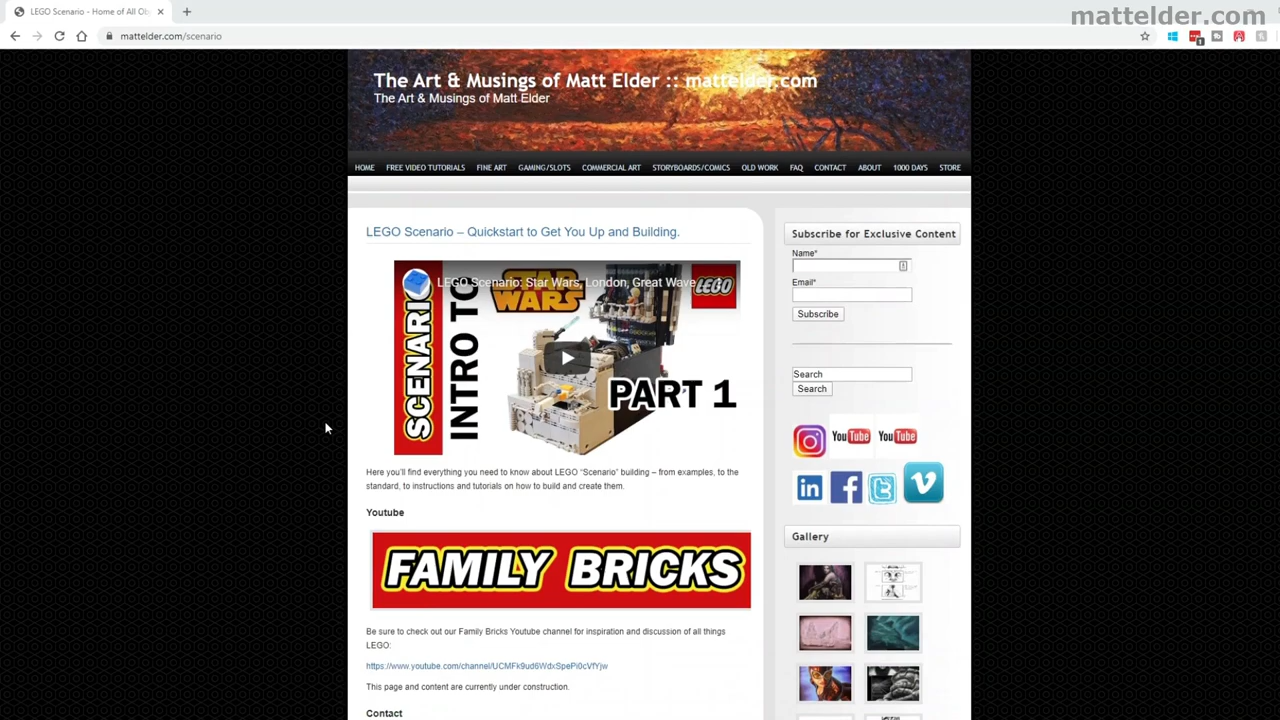 LEGO Scenario - Home of All Obj
mattelder.com
mattelder.com/scenario
1
The Art & Musings of Matt Elder :: mattelder.com
The Art & Musings of Matt Elder
HOME FREE VIDEO TUTORIALS FINE ART GAMING/SLOTS COMMERCIAL ART STORYBOARDS/COMICS OLD WORK FAQ CONTACT ABOUT 1000 DAYS STORE
LEGO Scenario – Quickstart to Get You Up and Building.
LEGO Scenario: Star Wars, London, Great Wave
STAR WARS
LEGO
SCENARIO
INTRO TO
PART 1
Here you'll find everything you need to know about LEGO "Scenario" building – from examples, to the
standard, to instructions and tutorials on how to build and create them.
Youtube
FAMILY BRICKS
Be sure to check out our Family Bricks Youtube channel for inspiration and discussion of all things
LEGO:
https://www.youtube.com/channel/UCMFk9ud6WdxSpePi0cVfYjw
This page and content are currently under construction.
Contact
Subscribe for Exclusive Content
Name*
Email*
Subscribe
Search
Search
YouTube YouTube
in f t v
Gallery